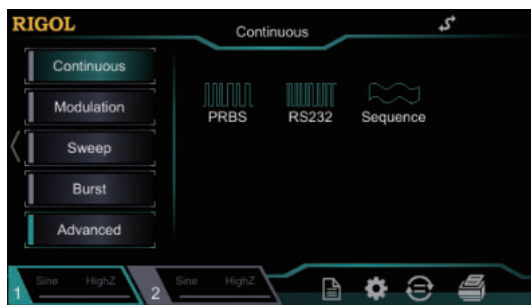 RIGOL
Continuous
Continuous
Modulation
Sweep
Burst
Advanced
PRBS
RS232
Sequence
1
Sine
HighZ
2
Sine
HighZ